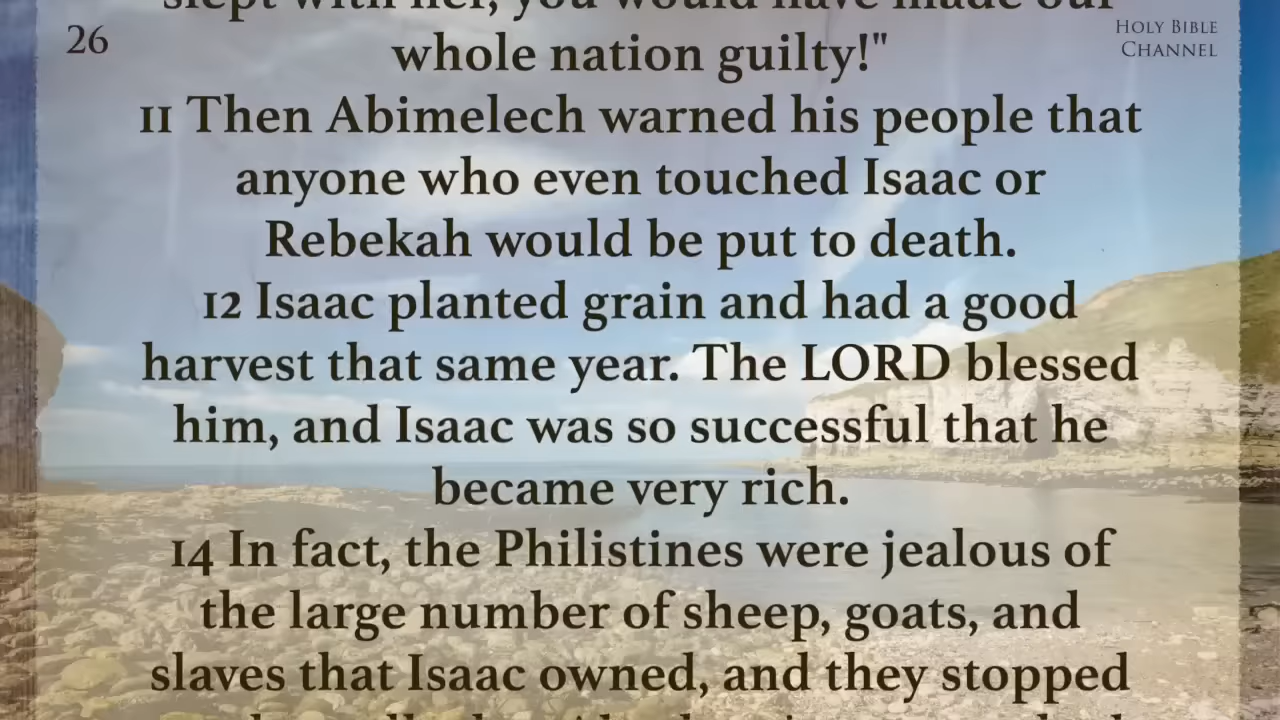 slept with her, you would have made our
26
HOLY BIBLE
CHANNEL
whole nation guilty!"
11 Then Abimelech warned his people that
anyone who even touched Isaac or
Rebekah would be put to death.
12 Isaac planted grain and had a good
harvest that same year. The LORD blessed
him, and Isaac was so successful that he
became very rich.
14 In fact, the Philistines were jealous of
the large number of sheep, goats, and
slaves that Isaac owned, and they stopped